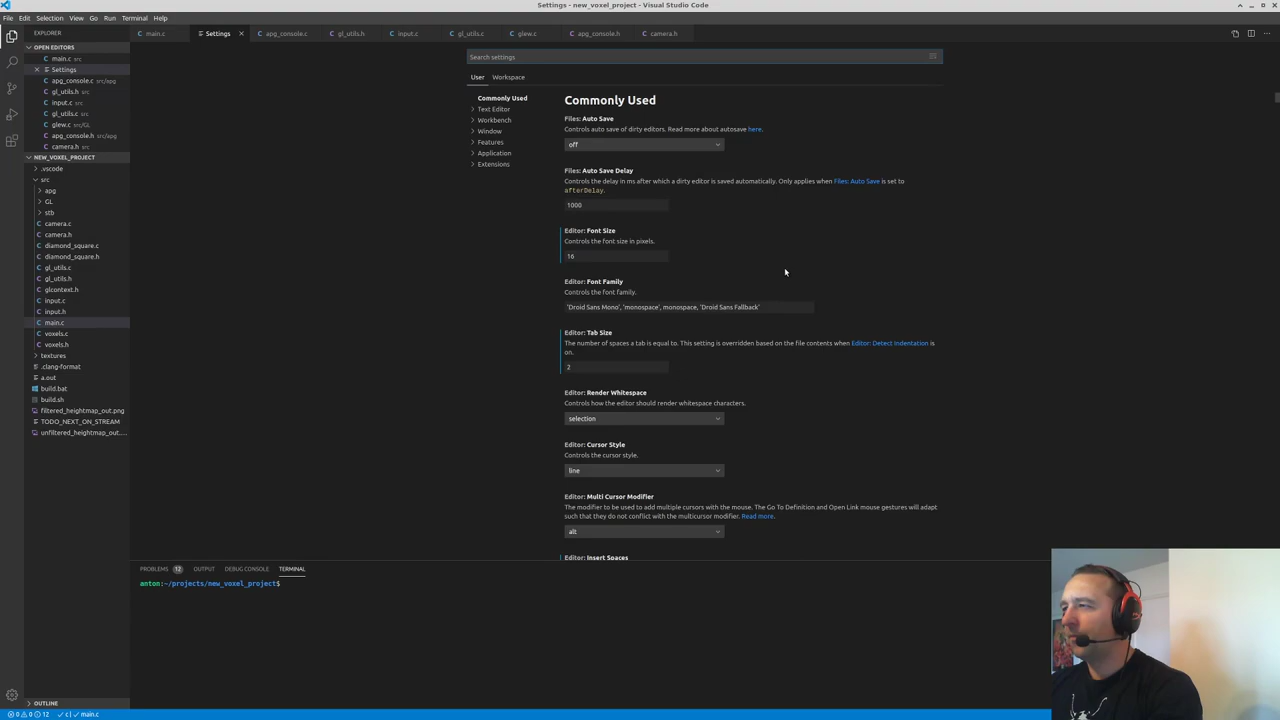 Settings - new_voxel_project - Visual Studio Code
File Edit Selection View Go Run Terminal Help
EXPLORER
OPEN EDITORS
main.c src
Settings
apg_console.c src/apg
gl_utils.h src
input.c src
gl_utils.c src
glew.c src/GL
apg_console.h src/apg
camera.h src
NEW_VOXEL_PROJECT
.vscode
src
apg
GL
stb
camera.c
camera.h
diamond_square.c
diamond_square.h
gl_utils.c
gl_utils.h
glcontext.h
input.c
input.h
main.c
voxels.c
voxels.h
textures
.clang-format
a.out
build.bat
build.sh
filtered_heightmap_out.png
TODO_NEXT_ON_STREAM
unfiltered_heightmap_out....
OUTLINE
main.c Settings apg_console.c gl_utils.h input.c gl_utils.c glew.c apg_console.h camera.h
Search settings
User Workspace
Commonly Used
Text Editor
Workbench
Window
Features
Application
Extensions
Commonly Used
Files: Auto Save
Controls auto save of dirty editors. Read more about autosave here.
off
Files: Auto Save Delay
Controls the delay in ms after which a dirty editor is saved automatically. Only applies when Files: Auto Save is set to
afterDelay.
1000
Editor: Font Size
Controls the font size in pixels.
16
Editor: Font Family
Controls the font family.
'Droid Sans Mono', 'monospace', monospace, 'Droid Sans Fallback'
Editor: Tab Size
The number of spaces a tab is equal to. This setting is overridden based on the file contents when Editor: Detect Indentation is
on.
2
Editor: Render Whitespace
Controls how the editor should render whitespace characters.
selection
Editor: Cursor Style
Controls the cursor style.
line
Editor: Multi Cursor Modifier
The modifier to be used to add multiple cursors with the mouse. The Go To Definition and Open Link mouse gestures will adapt
such that they do not conflict with the multicursor modifier. Read more.
alt
Editor: Insert Spaces
PROBLEMS 12 OUTPUT DEBUG CONSOLE TERMINAL
anton:~/projects/new_voxel_project$
0 0 12 c | main.c